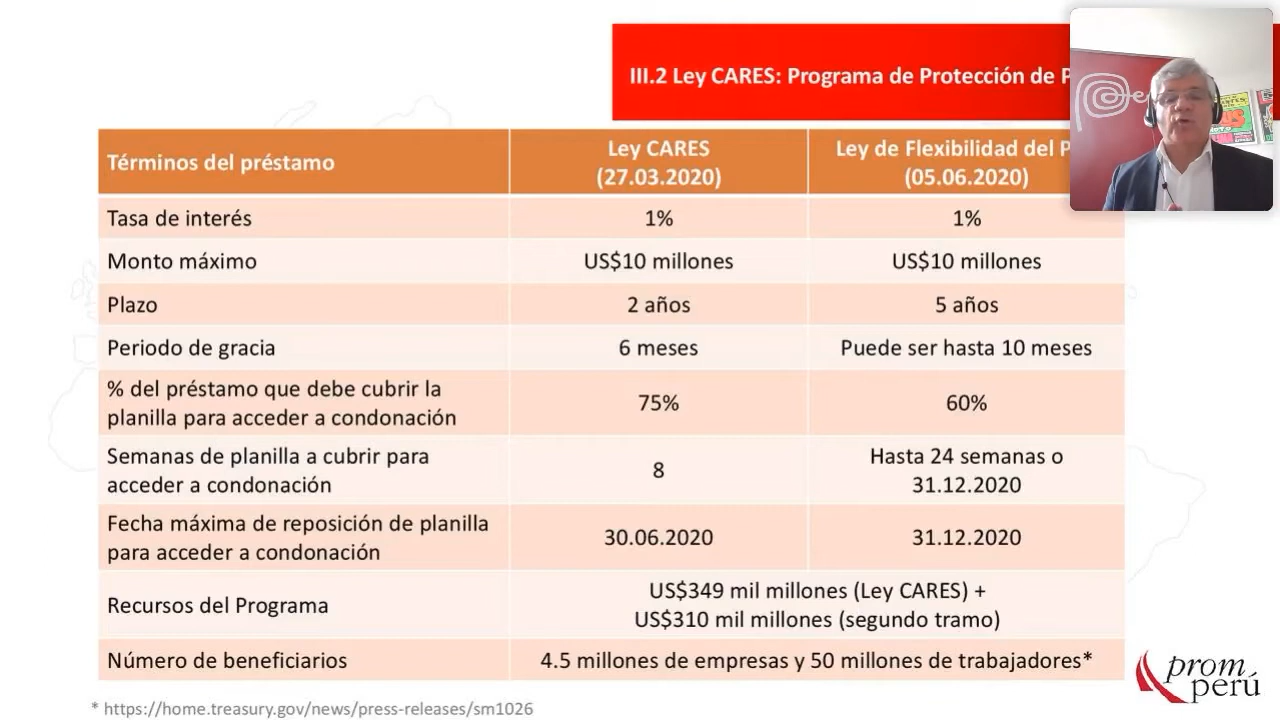 III.2 Ley CARES: Programa de Protección de
Términos del préstamo
Ley CARES
(27.03.2020)
Ley de Flexibilidad del
(05.06.2020)
Tasa de interés
1%
1%
Monto máximo
US$10 millones
US$10 millones
Plazo
2 años
5 años
Periodo de gracia
6 meses
Puede ser hasta 10 meses
% del préstamo que debe cubrir la
planilla para acceder a condonación
75%
60%
Semanas de planilla a cubrir para
acceder a condonación
8
Hasta 24 semanas o
31.12.2020
Fecha máxima de reposición de planilla
para acceder a condonación
30.06.2020
31.12.2020
Recursos del Programa
US$349 mil millones (Ley CARES) +
US$310 mil millones (segundo tramo)
Número de beneficiarios
4.5 millones de empresas y 50 millones de trabajadores*
* https://home.treasury.gov/news/press-releases/sm1026
prom
perú